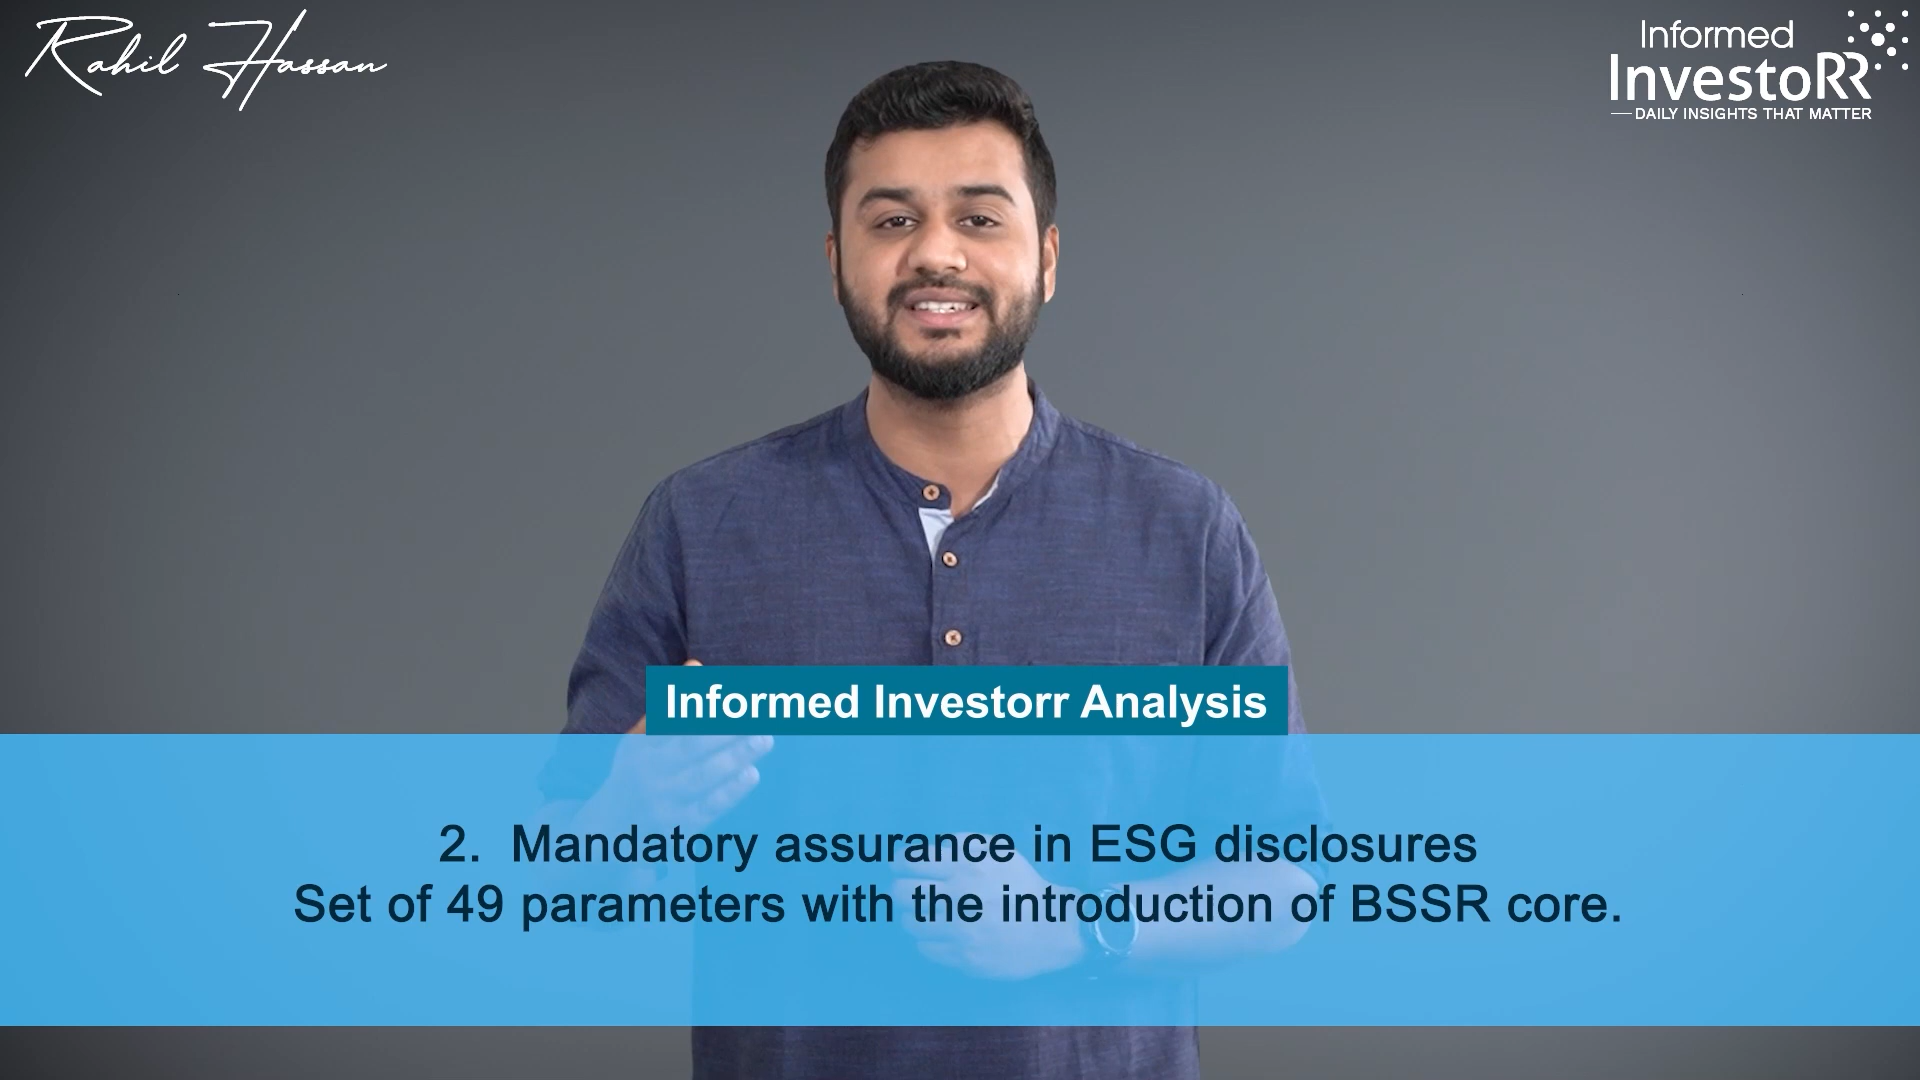 Rahil Hassan
Informed
InvestoRR
DAILY INSIGHTS THAT MATTER
Informed Investorr Analysis
2. Mandatory assurance in ESG disclosures
Set of 49 parameters with the introduction of BSSR core.